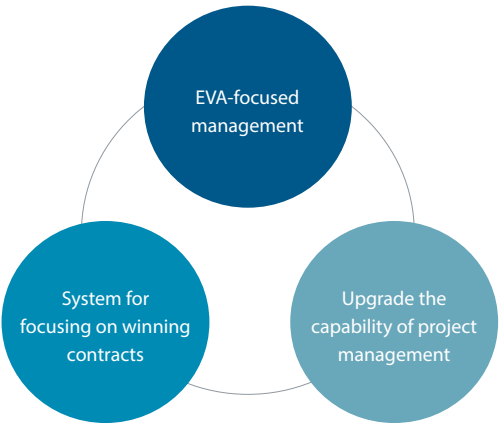 EVA-focused
management
System for
focusing on winning
contracts
Upgrade the
capability of project
management